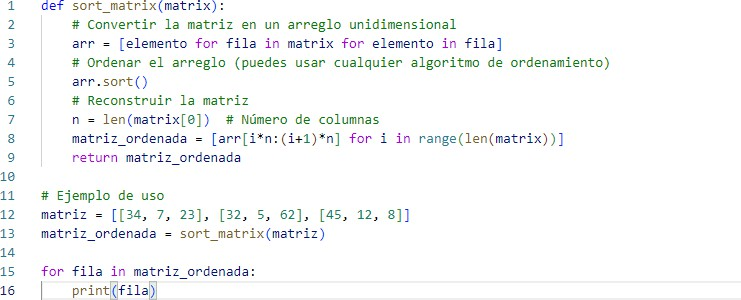 1 def sort_matrix(matrix):
2     # Convertir la matriz en un arreglo unidimensional
3     arr = [elemento for fila in matrix for elemento in fila]
4     # Ordenar el arreglo (puedes usar cualquier algoritmo de ordenamiento)
5     arr.sort()
6     # Reconstruir la matriz
7     n = len(matrix[0])  # Número de columnas
8     matriz_ordenada = [arr[i*n:(i+1)*n] for i in range(len(matrix))]
9     return matriz_ordenada
10
11 # Ejemplo de uso
12 matriz = [[34, 7, 23], [32, 5, 62], [45, 12, 8]]
13 matriz_ordenada = sort_matrix(matriz)
14
15 for fila in matriz_ordenada:
16     print(fila)